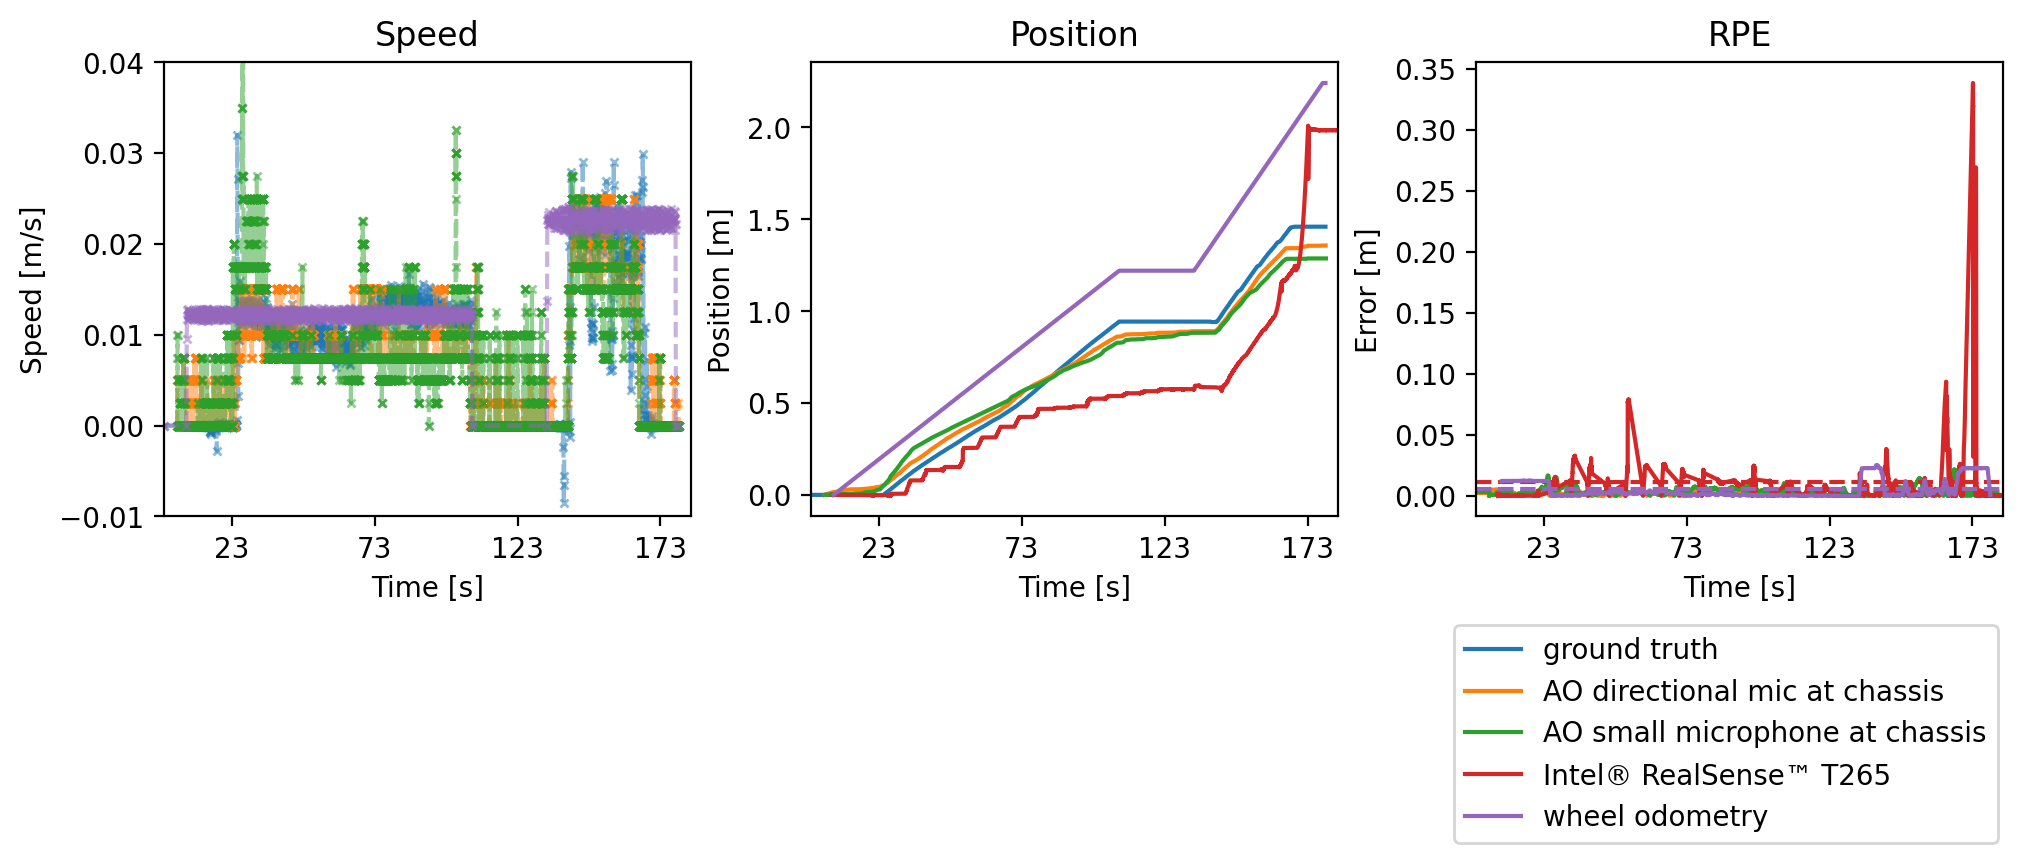 Speed
Position
RPE
0.04
0.03
0.02
0.01
0.00
−0.01
Speed [m/s]
23
73
123
173
Time [s]
2.0
1.5
1.0
0.5
0.0
Position [m]
23
73
123
173
Time [s]
0.35
0.30
0.25
0.20
0.15
0.10
0.05
0.00
Error [m]
23
73
123
173
Time [s]
ground truth
AO directional mic at chassis
AO small microphone at chassis
Intel® RealSense™ T265
wheel odometry